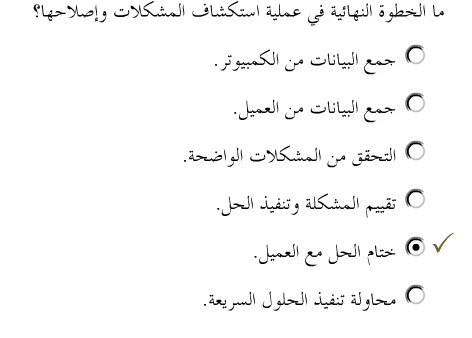 ما الخطوة النهائية في عملية استكشاف المشكلات وإصلاحها؟
جمع البيانات من الكمبيوتر.
جمع البيانات من العميل.
التحقق من المشكلات الواضحة.
تقييم المشكلة وتنفيذ الحل.
ختام الحل مع العميل.
محاولة تنفيذ الحلول السريعة.